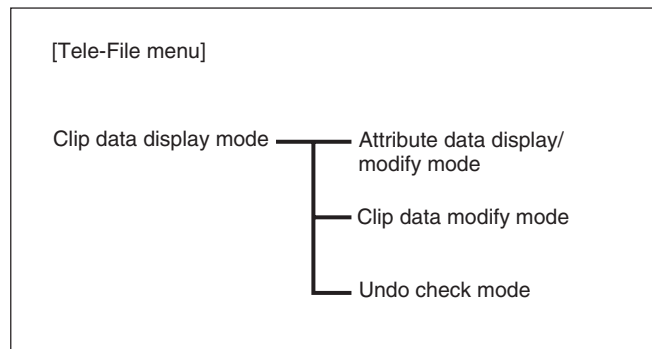 [Tele-File menu]
Clip data display mode
Attribute data display/
modify mode
Clip data modify mode
Undo check mode